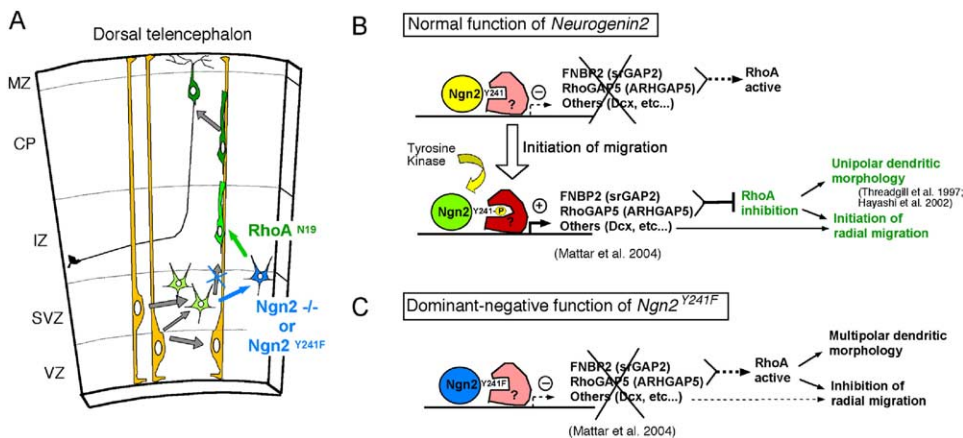 A
Dorsal telencephalon
MZ
CP
IZ
SVZ
VZ
RhoA N19
Ngn2 -/-
or
Ngn2 Y241F
B
Normal function of Neurogenin2
Ngn2
Y241
?
−
FNBP2 (srGAP2)
RhoGAP5 (ARHGAP5)
Others (Dcx, etc...)
RhoA
active
Tyrosine
Kinase
Initiation of migration
Ngn2
Y241
P
?
+
FNBP2 (srGAP2)
RhoGAP5 (ARHGAP5)
Others (Dcx, etc...)
RhoA
inhibition
Unipolar dendritic
morphology
(Threadgill et al. 1997;
Hayashi et al. 2002)
Initiation of
radial migration
(Mattar et al. 2004)
C
Dominant-negative function of Ngn2 Y241F
Ngn2
Y241F
?
−
FNBP2 (srGAP2)
RhoGAP5 (ARHGAP5)
Others (Dcx, etc...)
RhoA
active
Multipolar dendritic
morphology
Inhibition of
radial migration
(Mattar et al. 2004)